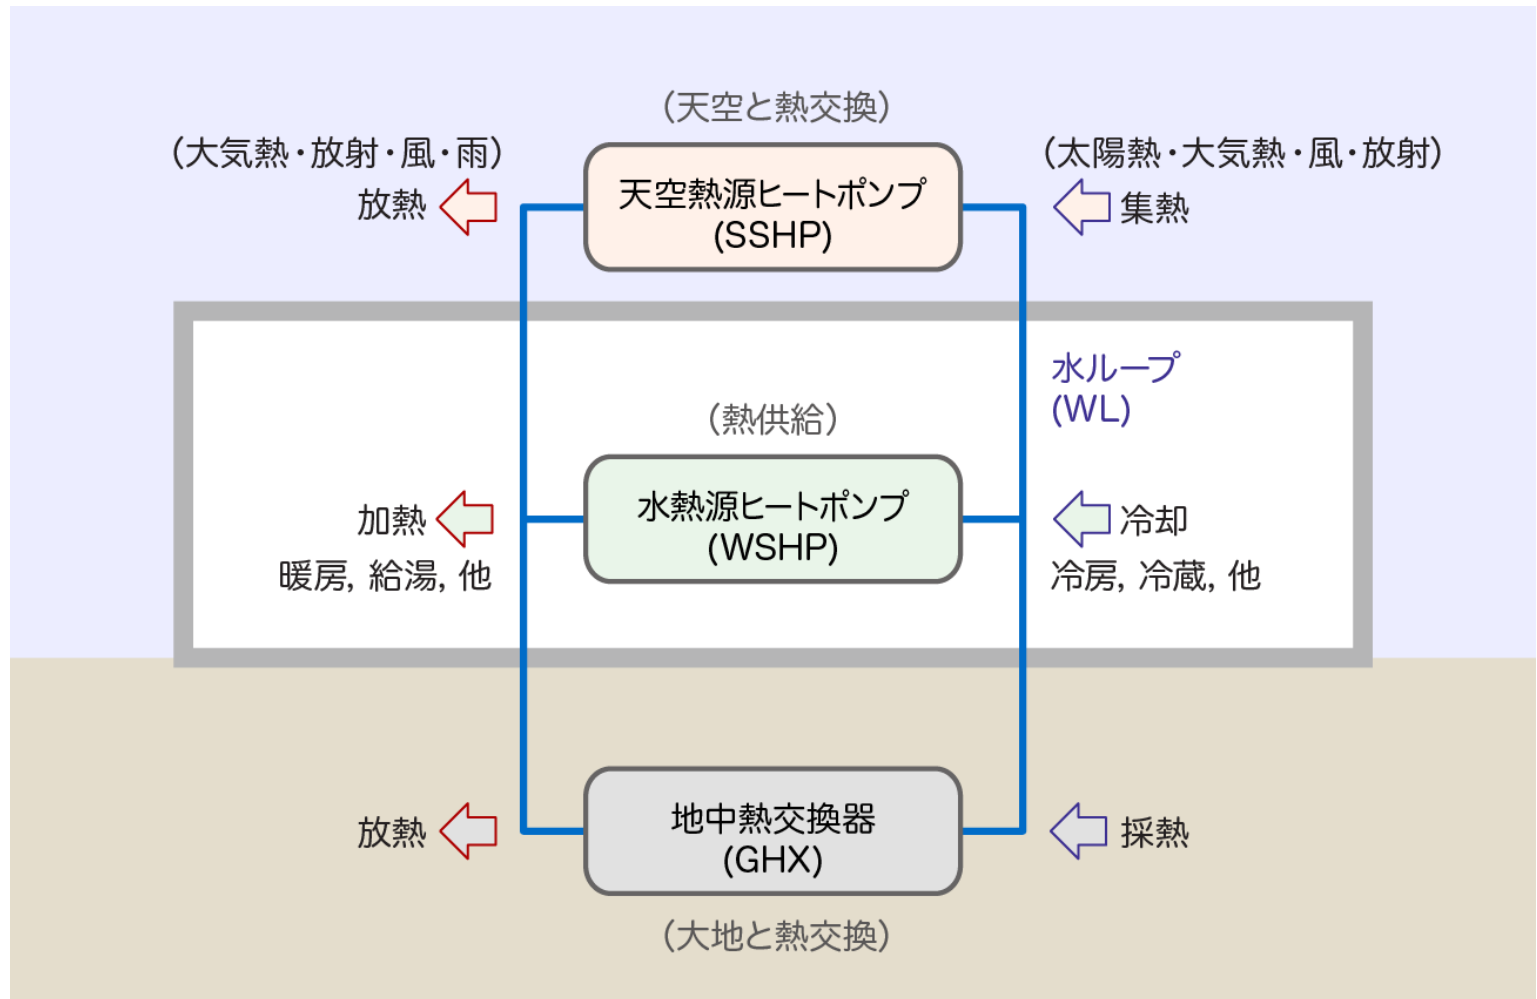 （天空と熱交換）
（大気熱・放射・風・雨）
放熱
天空熱源ヒートポンプ
(SSHP)
（太陽熱・大気熱・風・放射）
集熱
水ループ
(WL)
（熱供給）
加熱
暖房, 給湯, 他
水熱源ヒートポンプ
(WSHP)
冷却
冷房, 冷蔵, 他
放熱
地中熱交換器
(GHX)
採熱
（大地と熱交換）